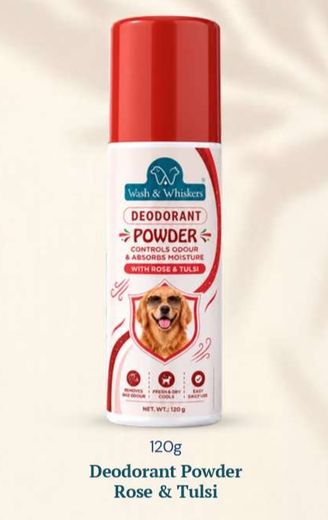 Wash & Whiskers
DEODORANT
POWDER
CONTROLS ODOUR
& ABSORBS MOISTURE
WITH ROSE & TULSI
REMOVES
BAD ODOUR
FRESH & DRY
COOLS
EASY
DAILY USE
NET. WT.: 120 g
120g
Deodorant Powder
Rose & Tulsi